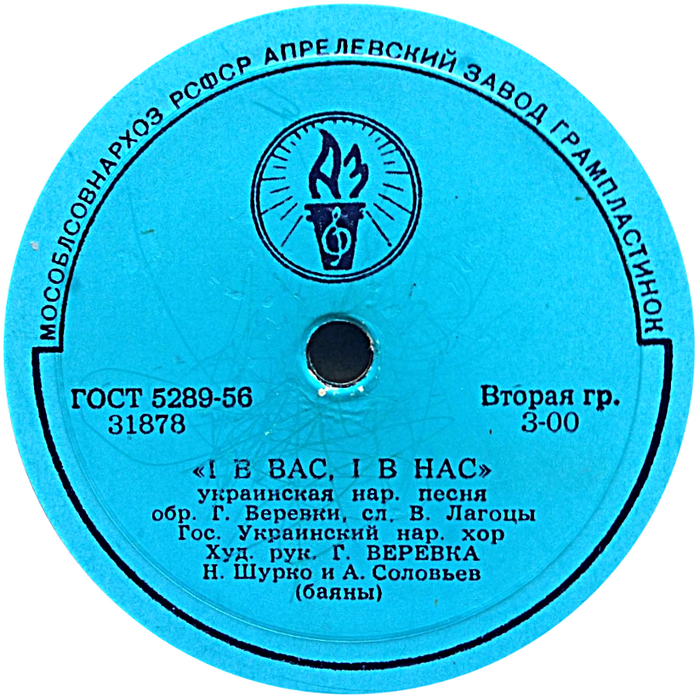 МОСОБЛСОВНАРХОЗ РСФСР АПРЕЛЕВСКИЙ ЗАВОД ГРАМПЛАСТИНОК
АЗ
ГОСТ 5289-56
31878
Вторая гр.
3-00
«І В ВАС, І В НАС»
украинская нар. песня
обр. Г. Веревки, сл. В. Лагоцы
Гос. Украинский нар. хор
Худ. рук. Г. ВЕРЕВКА
Н. Шурко и А. Соловьев
(баяны)